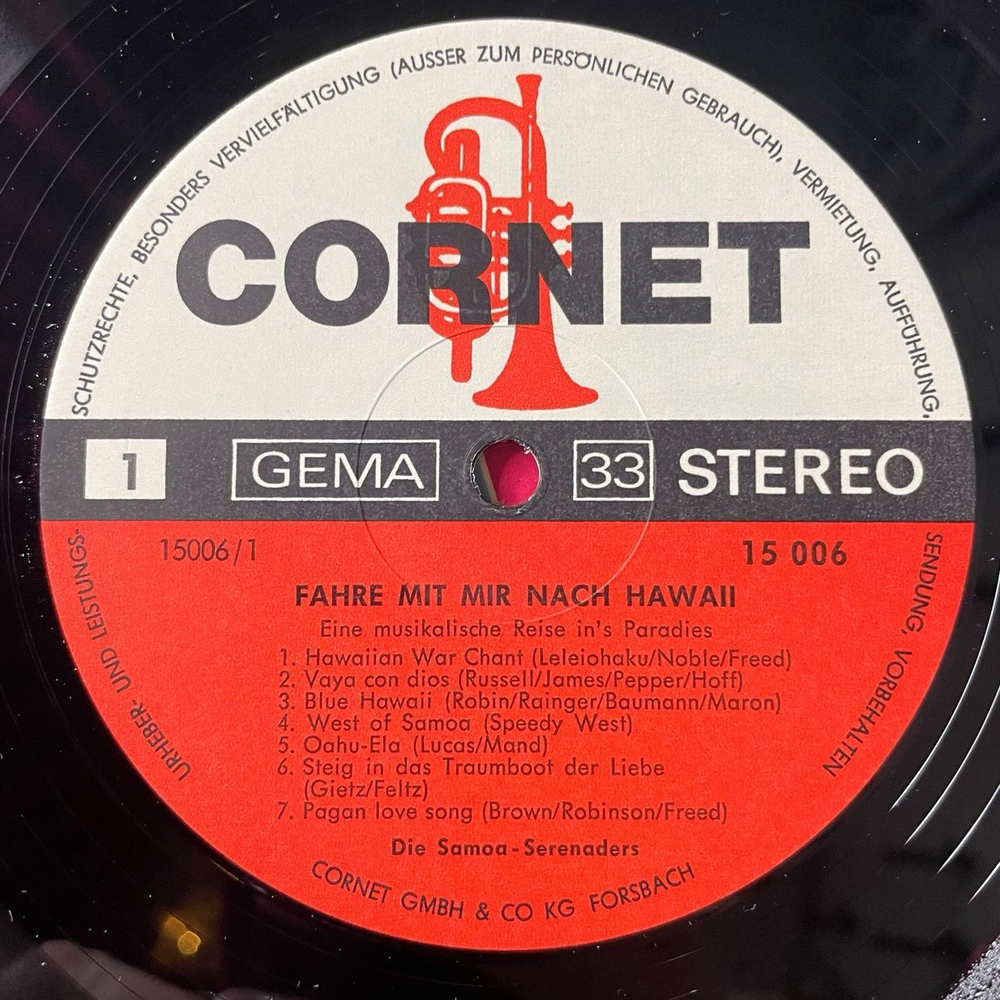 URHEBER- UND LEISTUNGS-
SCHUTZRECHTE, BESONDERS VERVIELFÄLTIGUNG (AUSSER ZUM PERSÖNLICHEN GEBRAUCH), VERMIETUNG, AUFFÜHRUNG,
SENDUNG, VORBEHALTEN
CORNET
1 GEMA 33 STEREO
15006/1 15 006
FAHRE MIT MIR NACH HAWAII
Eine musikalische Reise in's Paradies
1. Hawaiian War Chant (Leleiohaku/Noble/Freed)
2. Vaya con dios (Russell/James/Pepper/Hoff)
3. Blue Hawaii (Robin/Rainger/Baumann/Maron)
4. West of Samoa (Speedy West)
5. Oahu-Ela (Lucas/Mand)
6. Steig in das Traumboot der Liebe
(Gietz/Feltz)
7. Pagan love song (Brown/Robinson/Freed)
Die Samoa-Serenaders
CORNET GMBH & CO KG FORSBACH